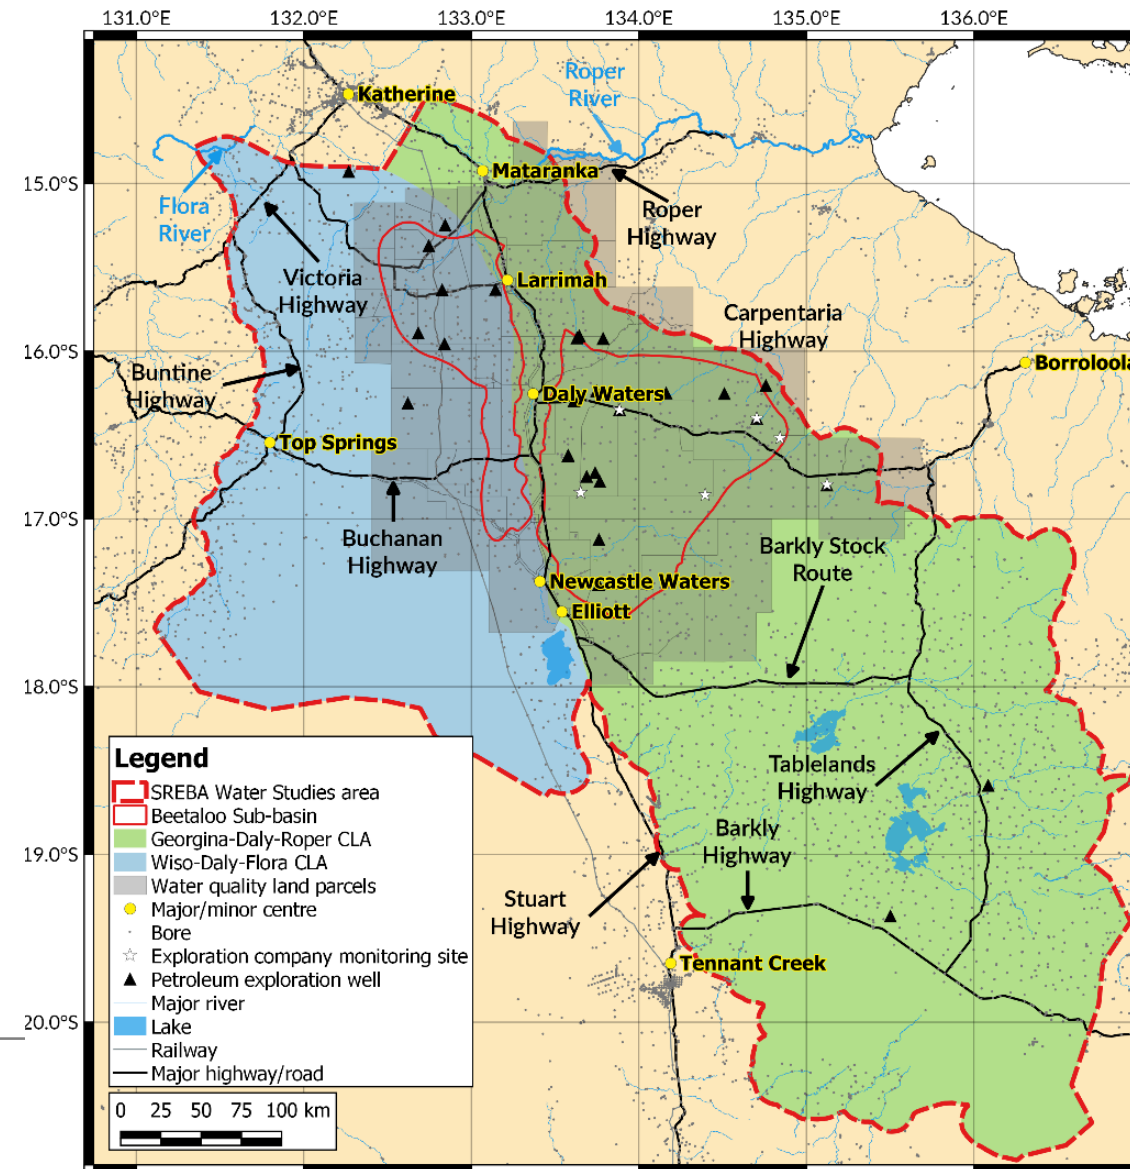 131.0°E
132.0°E
133.0°E
134.0°E
135.0°E
136.0°E
15.0°S
16.0°S
17.0°S
18.0°S
19.0°S
20.0°S
Katherine
Roper
River
Mataranka
Flora
River
Roper
Highway
Victoria
Highway
Larrimah
Carpentaria
Highway
Buntine
Highway
Borroloola
Daly Waters
Top Springs
Buchanan
Highway
Barkly Stock
Route
Newcastle Waters
Elliott
Tablelands
Highway
Barkly
Highway
Stuart
Highway
Tennant Creek
Legend
SREBA Water Studies area
Beetaloo Sub-basin
Georgina-Daly-Roper CLA
Wiso-Daly-Flora CLA
Water quality land parcels
Major/minor centre
Bore
Exploration company monitoring site
Petroleum exploration well
Major river
Lake
Railway
Major highway/road
0 25 50 75 100 km